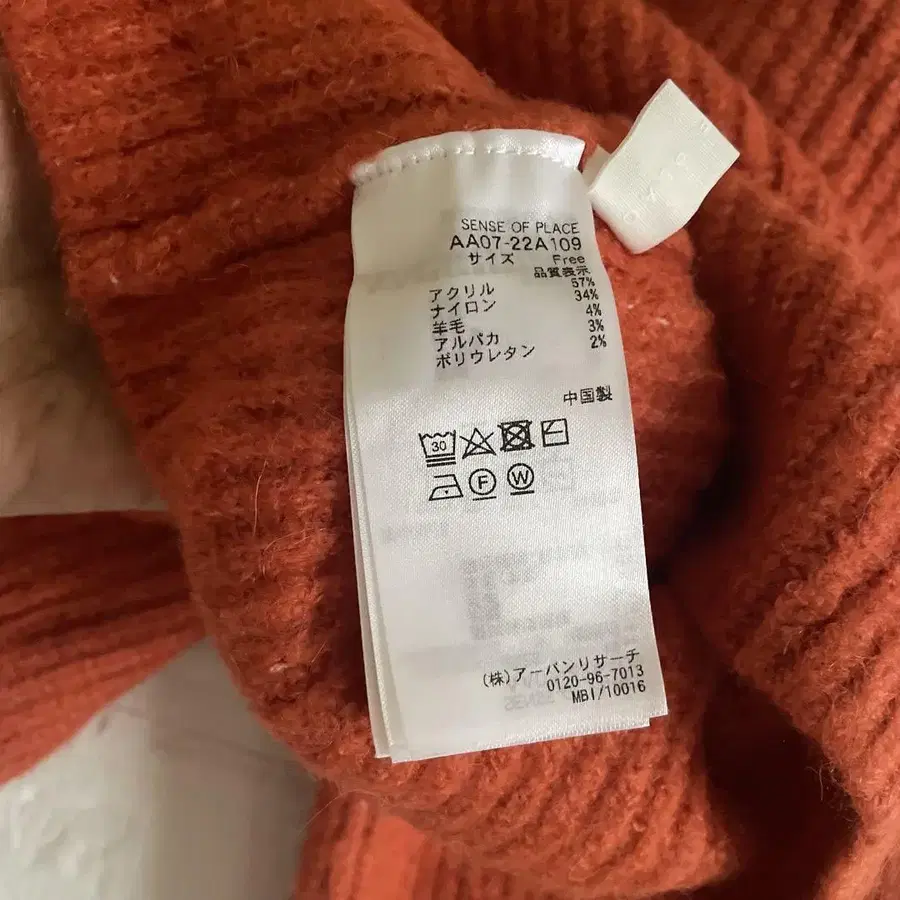 SENSE OF PLACE
AA07-22A109
サイズ Free
品質表示
アクリル 57%
ナイロン 34%
羊毛 4%
アルパカ 3%
ポリウレタン 2%
中国製
30
F W
(株)アーバンリサーチ
0120-96-7013
MBI/10016